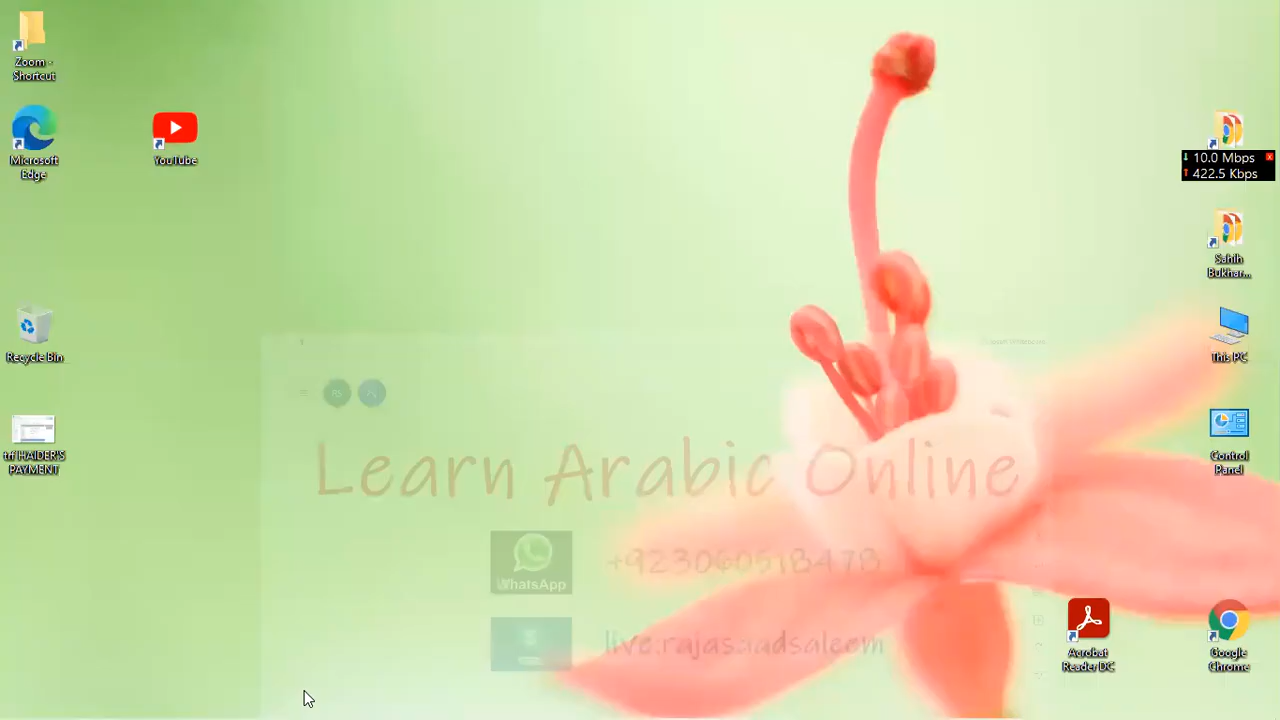 Zoom -
Shortcut
Microsoft
Edge
YouTube
10.0 Mbps
422.5 Kbps
Sahih
Bukhar...
Recycle Bin
This PC
trf HAIDER'S
PAYMENT
Control
Panel
Learn Arabic Online
WhatsApp
+923060518478
live:rajasaadsaleem
Acrobat
Reader DC
Google
Chrome